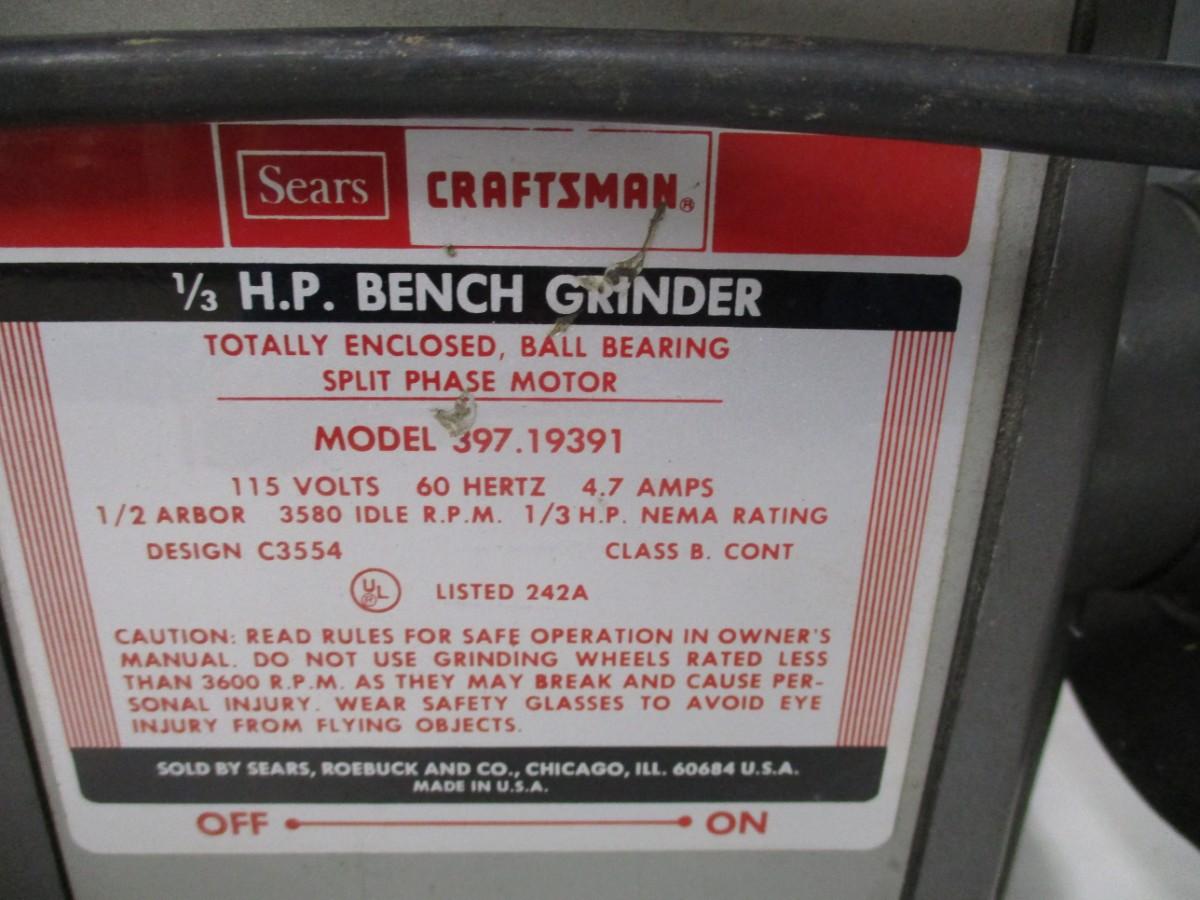 Sears CRAFTSMAN®
1/3 H.P. BENCH GRINDER
TOTALLY ENCLOSED, BALL BEARING
SPLIT PHASE MOTOR
MODEL 397.19391
115 VOLTS 60 HERTZ 4.7 AMPS
1/2 ARBOR 3580 IDLE R.P.M. 1/3 H.P. NEMA RATING
DESIGN C3554 CLASS B. CONT
UL® LISTED 242A
CAUTION: READ RULES FOR SAFE OPERATION IN OWNER'S
MANUAL. DO NOT USE GRINDING WHEELS RATED LESS
THAN 3600 R.P.M. AS THEY MAY BREAK AND CAUSE PER-
SONAL INJURY. WEAR SAFETY GLASSES TO AVOID EYE
INJURY FROM FLYING OBJECTS.
SOLD BY SEARS, ROEBUCK AND CO., CHICAGO, ILL. 60684 U.S.A.
MADE IN U.S.A.
OFF ON